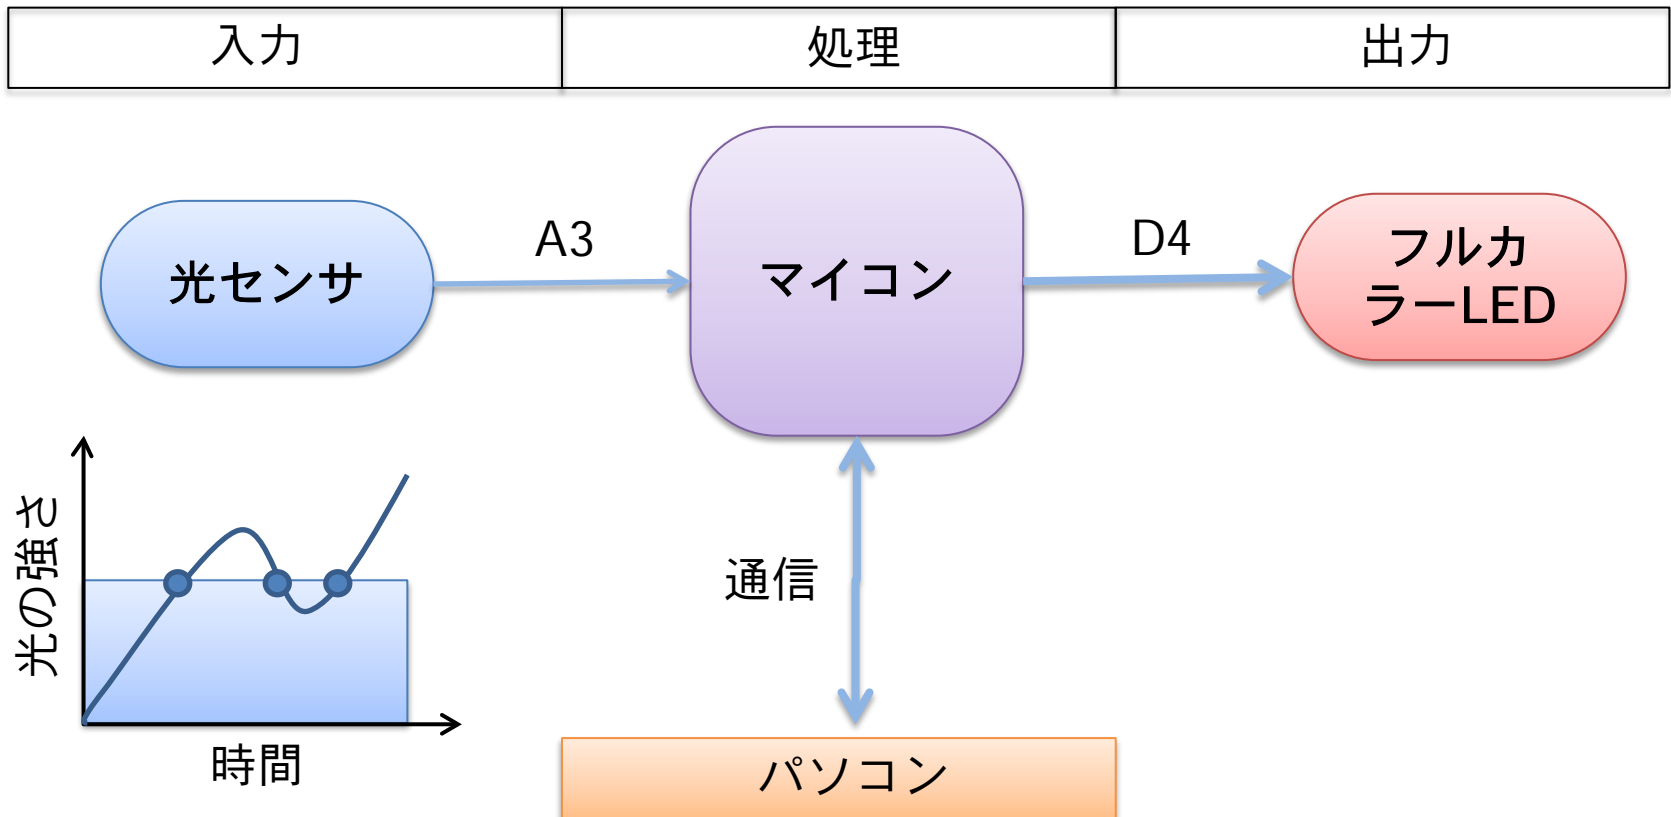 入力
処理
出力
光センサ
A3
マイコン
D4
フルカ
ラーLED
光の強さ
時間
通信
パソコン